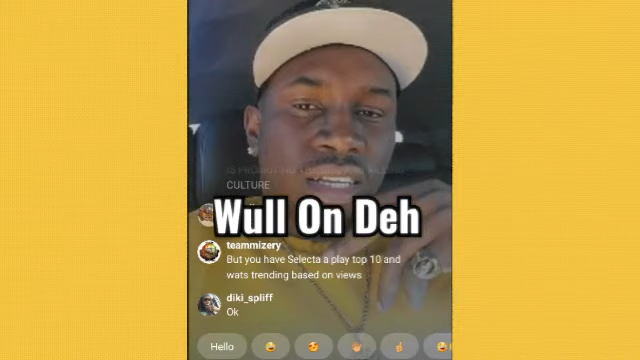 CULTURE
Wull On Deh
teammizery
But you have Selecta a play top 10 and
wats trending based on views
diki_spliff
Ok
Hello